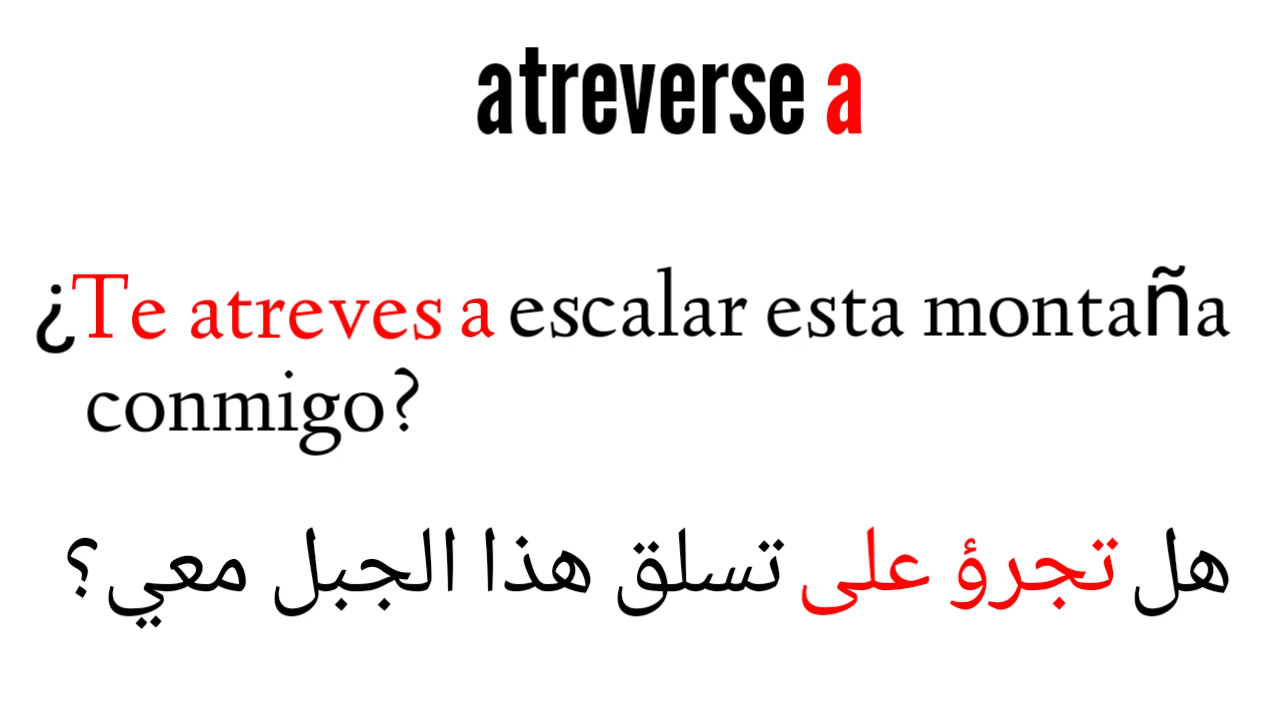 atreverse a
¿Te atreves a escalar esta montaña
conmigo?
هل تجرؤ على تسلق هذا الجبل معي؟